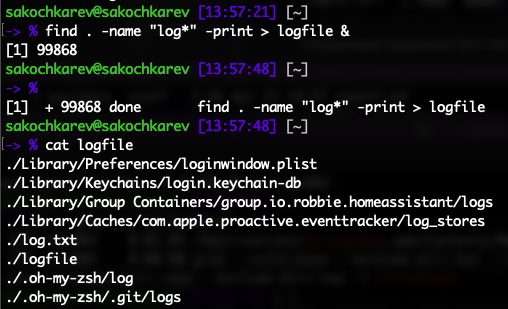 sakochkarev@sakochkarev [13:57:21] [~]
-> % find . -name "log*" -print > logfile &
[1] 99868
sakochkarev@sakochkarev [13:57:48] [~]
-> %
[1]  + 99868 done       find . -name "log*" -print > logfile
sakochkarev@sakochkarev [13:57:48] [~]
-> % cat logfile
./Library/Preferences/loginwindow.plist
./Library/Keychains/login.keychain-db
./Library/Group Containers/group.io.robbie.homeassistant/logs
./Library/Caches/com.apple.proactive.eventtracker/log_stores
./log.txt
./logfile
./.oh-my-zsh/log
./.oh-my-zsh/.git/logs